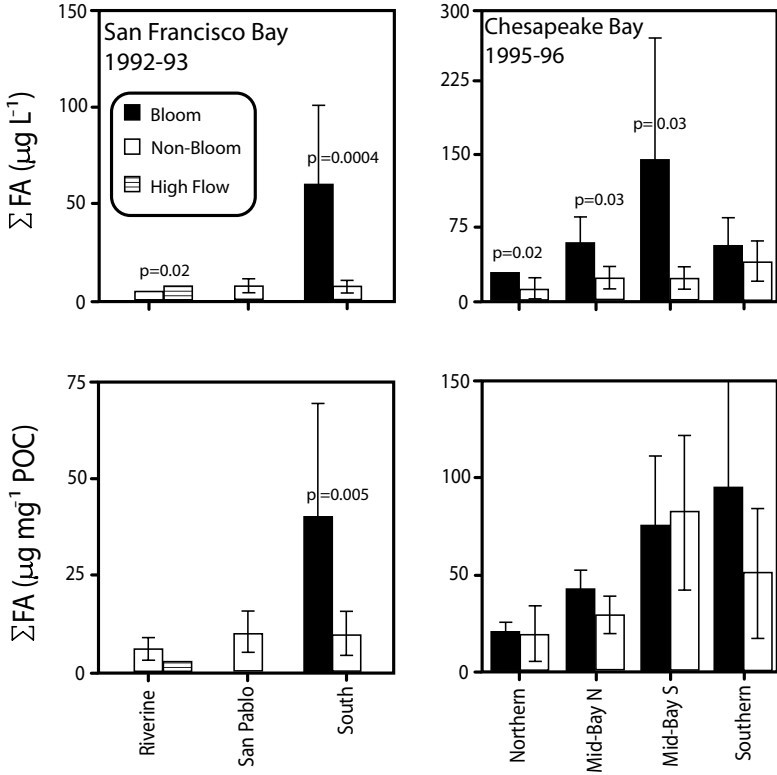 San Francisco Bay
1992-93
Bloom
Non-Bloom
High Flow
p=0.02
p=0.0004
150
100
50
0
Σ FA (µg L⁻¹)
Chesapeake Bay
1995-96
p=0.02
p=0.03
p=0.03
300
225
150
75
0
75
50
25
0
ΣFA (µg mg⁻¹ POC)
p=0.005
Riverine
San Pablo
South
150
100
50
0
Northern
Mid-Bay N
Mid-Bay S
Southern